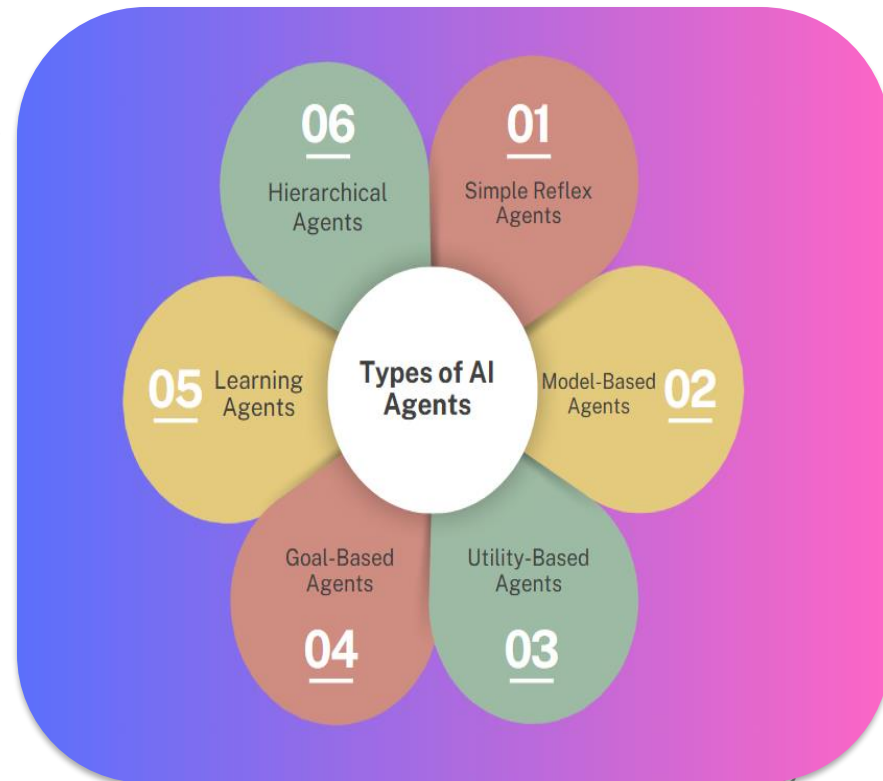 Types of AI
Agents
01
Simple Reflex
Agents
Model-Based
Agents
02
Utility-Based
Agents
03
Goal-Based
Agents
04
05
Learning
Agents
06
Hierarchical
Agents